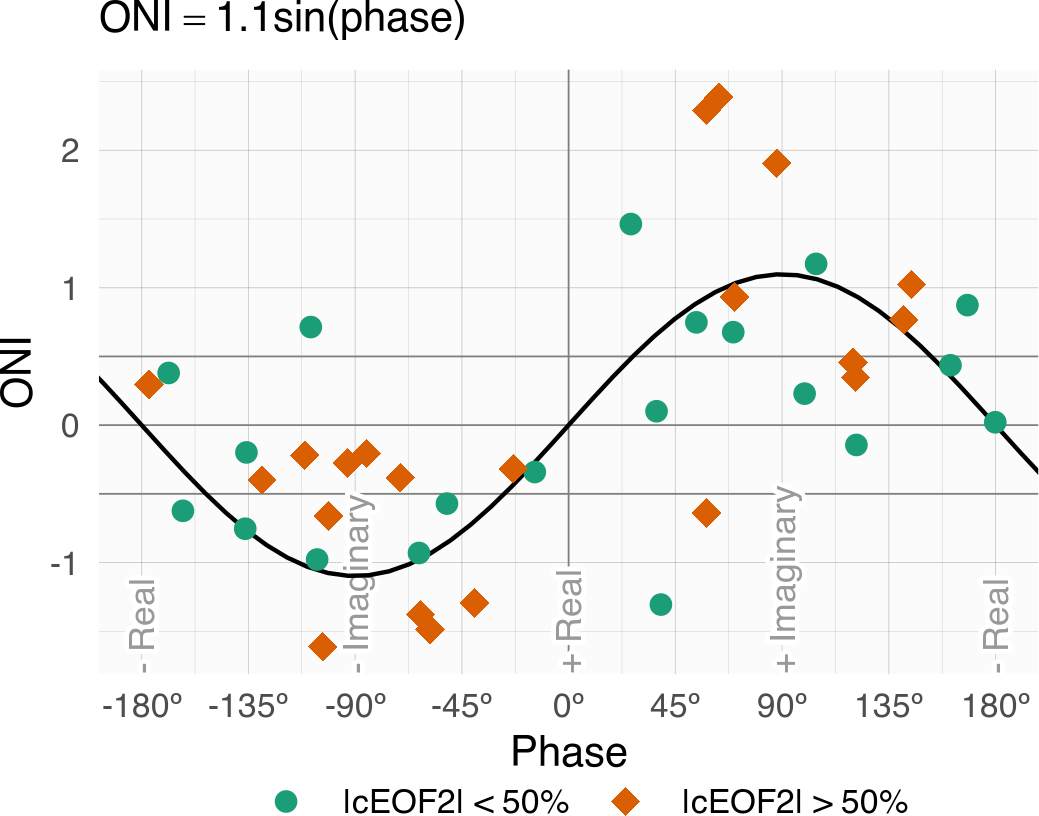 ONI = 1.1sin(phase)
2
1
0
-1
ONI
- Real
- Imaginary
+ Real
+ Imaginary
- Real
-180º -135º -90º -45º 0º 45º 90º 135º 180º
Phase
|cEOF2| < 50% |cEOF2| > 50%